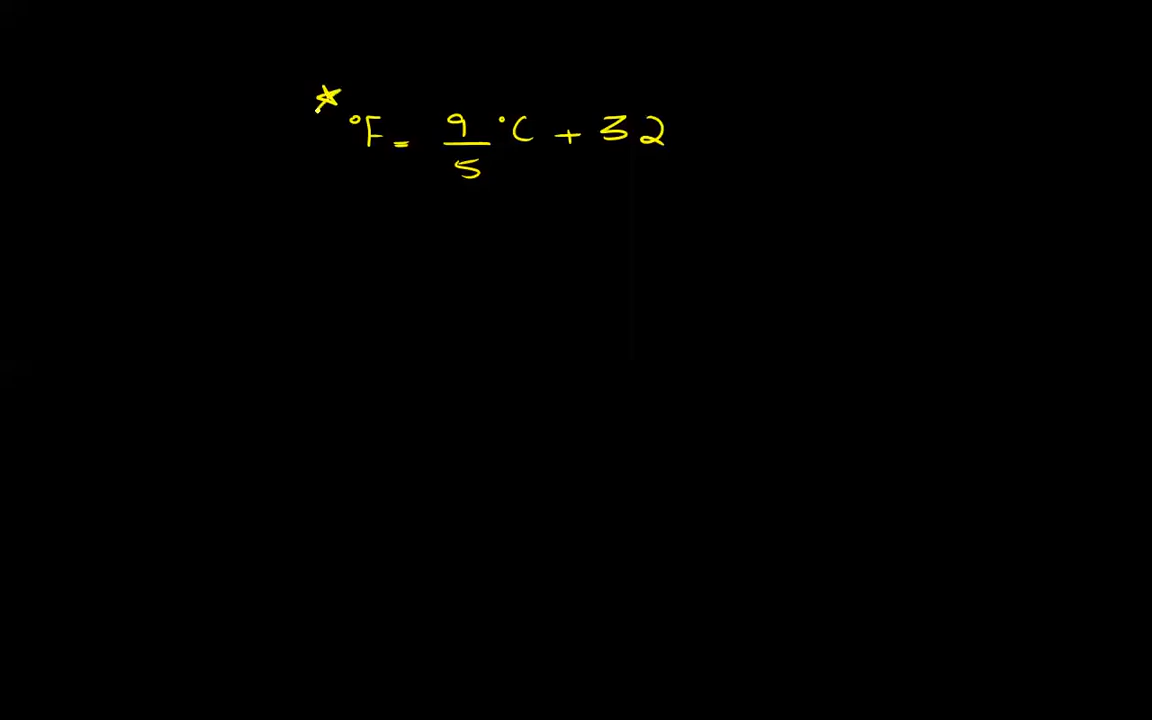 * °F = 9/5 °C + 32